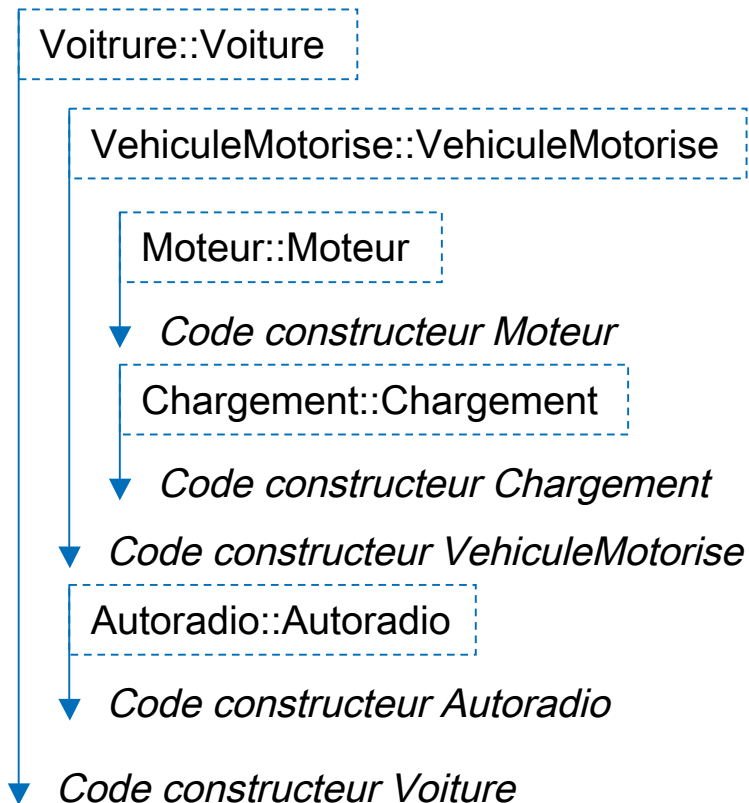 Voitrure::Voiture
VehiculeMotorise::VehiculeMotorise
Moteur::Moteur
Code constructeur Moteur
Chargement::Chargement
Code constructeur Chargement
Code constructeur VehiculeMotorise
Autoradio::Autoradio
Code constructeur Autoradio
Code constructeur Voiture